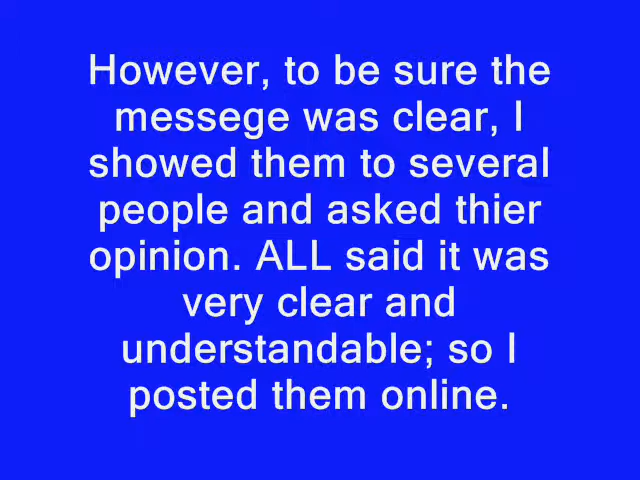 However, to be sure the
messege was clear, I
showed them to several
people and asked thier
opinion. ALL said it was
very clear and
understandable; so I
posted them online.